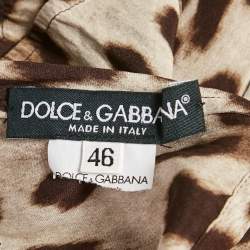 DOLCE & GABBANA®
MADE IN ITALY
46
DOLCE & GABBANA